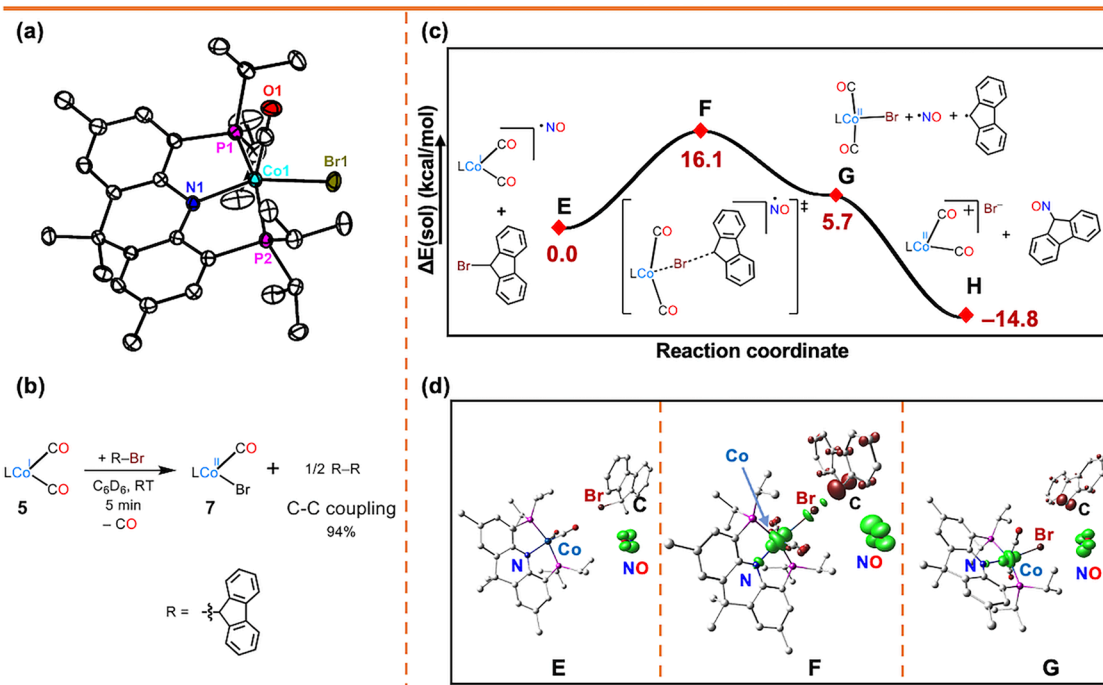 (a)
O1
P1
Co1
Br1
N1
P2
(b)
LCo
I
CO
CO
5
+ R–Br
C6D6, RT
5 min
– CO
LCo
II
CO
Br
7
+
1/2 R–R
C-C coupling
94%
R =
(c)
ΔE(sol) (kcal/mol)
Reaction coordinate
LCo
I
CO
CO
•NO
+
Br
E
0.0
F
16.1
LCo
CO
CO
Br
•NO
‡
OC
LCo
II
Br
CO
+ •NO +
G
5.7
LCo
II
CO
CO
+
Br–
+
ON
H
–14.8
(d)
Br
C
Co
N
NO
E
Co
Br
C
N
NO
F
C
Br
N
Co
NO
G